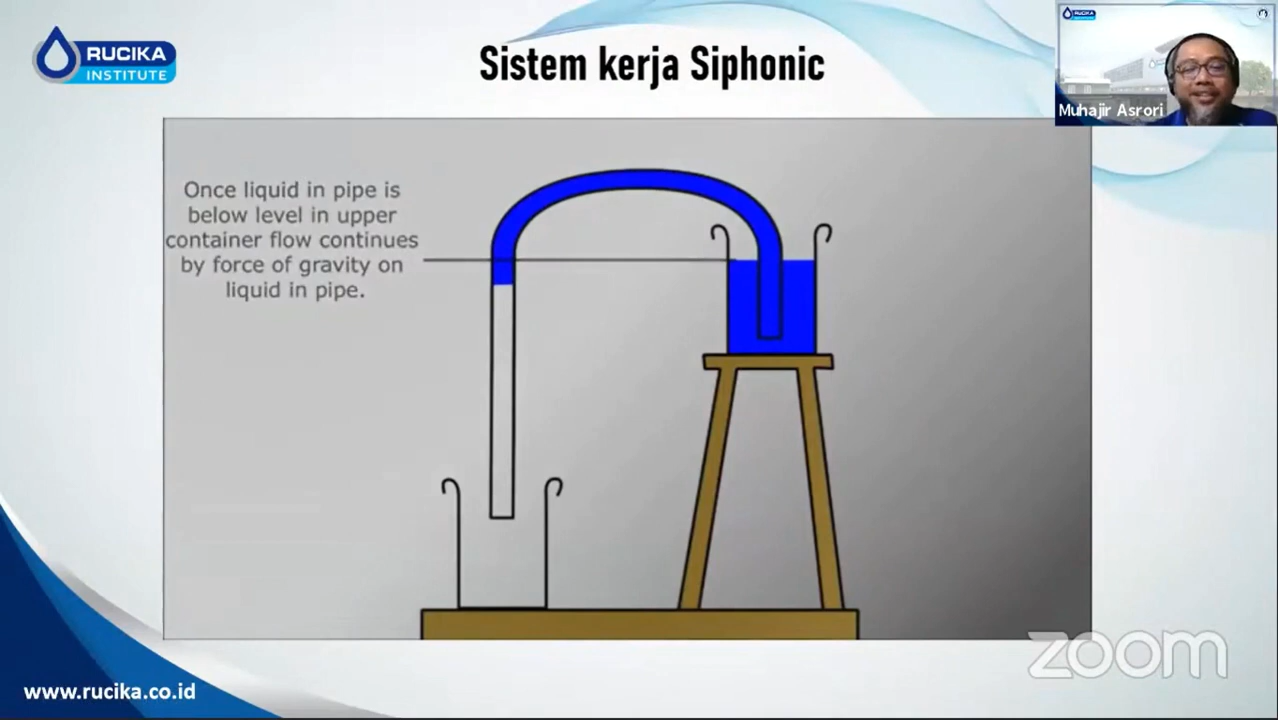 RUCIKA
INSTITUTE
Sistem kerja Siphonic
RUCIKA
Muhajir Asrori
Once liquid in pipe is
below level in upper
container flow continues
by force of gravity on
liquid in pipe.
zoom
www.rucika.co.id